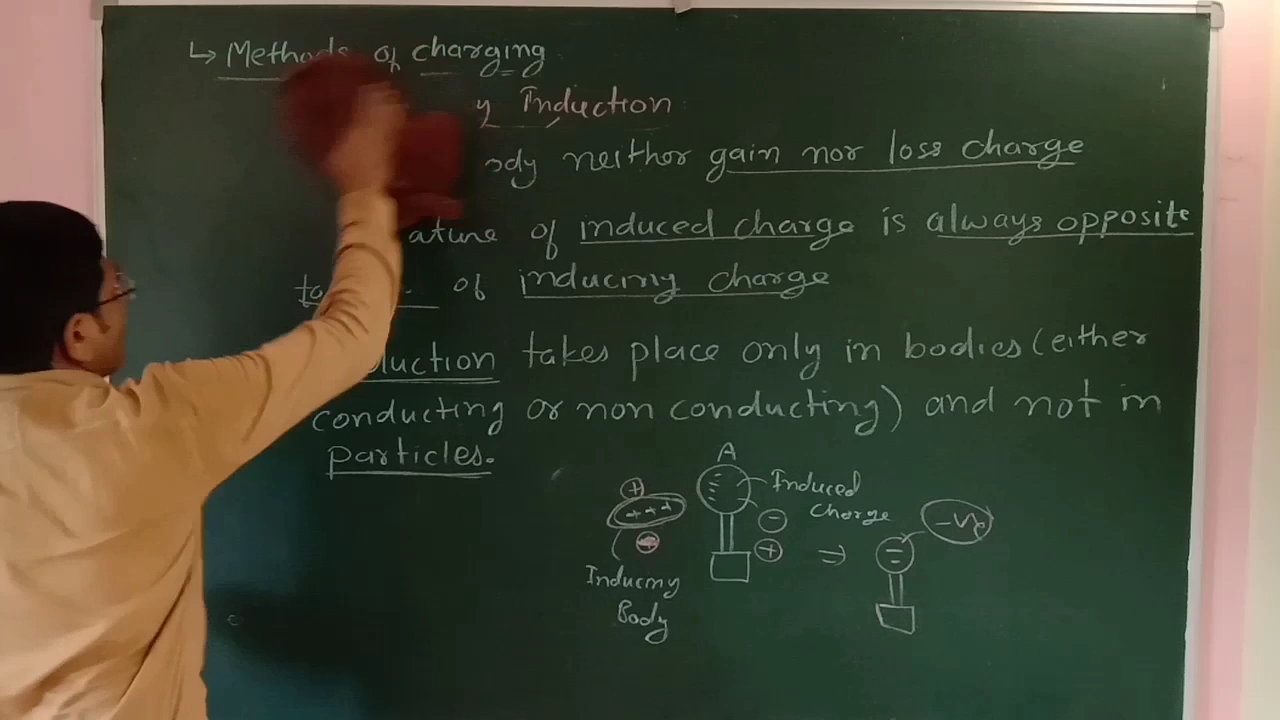 ↳ Methods of charging
y Induction
ody neither gain nor loss charge
ature of induced charge is always opposite
to of inducing charge
duction takes place only in bodies (either
conducting or non conducting) and not in
particles.
A
+
+ + +
Induced
charge
−
+
⇒
−ve
Inducing
Body